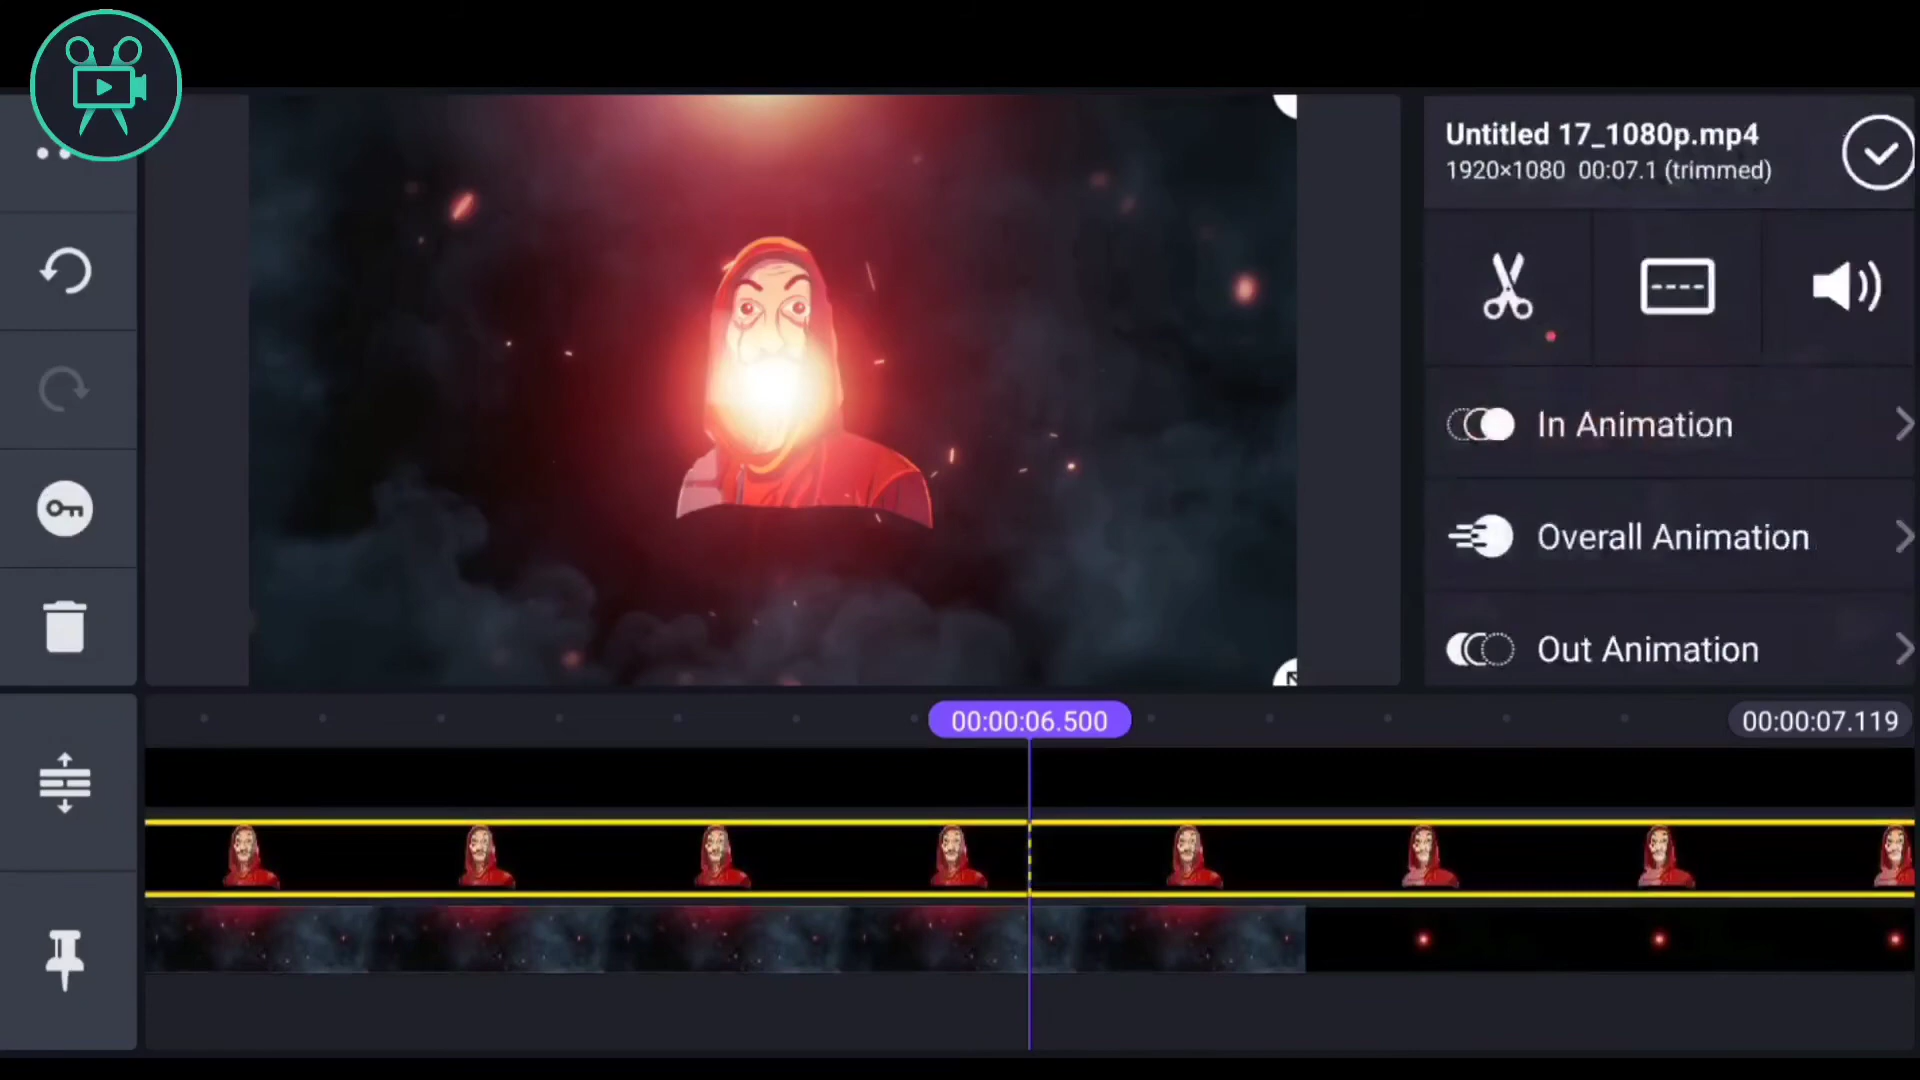 Untitled 17_1080p.mp4
1920×1080 00:07.1 (trimmed)
In Animation
Overall Animation
Out Animation
00:00:06.500
00:00:07.119